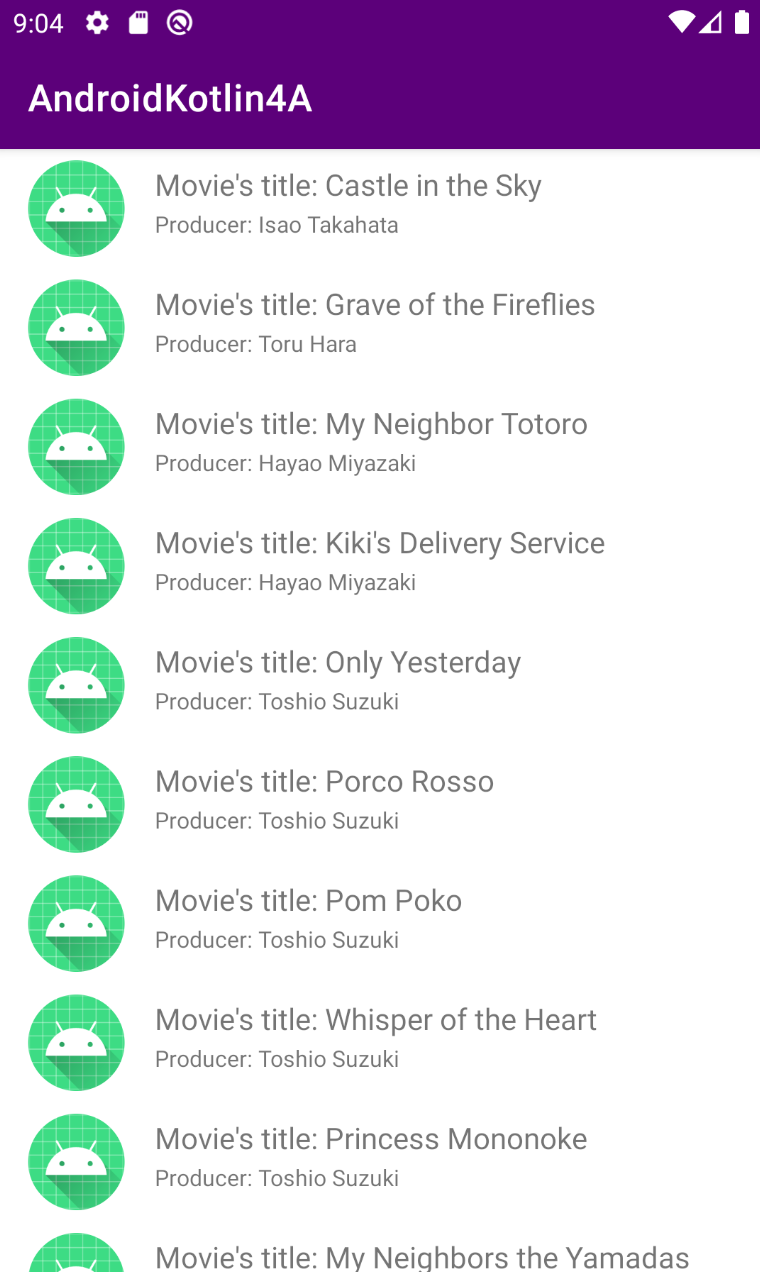 9:04
AndroidKotlin4A
Movie's title: Castle in the Sky
Producer: Isao Takahata
Movie's title: Grave of the Fireflies
Producer: Toru Hara
Movie's title: My Neighbor Totoro
Producer: Hayao Miyazaki
Movie's title: Kiki's Delivery Service
Producer: Hayao Miyazaki
Movie's title: Only Yesterday
Producer: Toshio Suzuki
Movie's title: Porco Rosso
Producer: Toshio Suzuki
Movie's title: Pom Poko
Producer: Toshio Suzuki
Movie's title: Whisper of the Heart
Producer: Toshio Suzuki
Movie's title: Princess Mononoke
Producer: Toshio Suzuki
Movie's title: My Neighbors the Yamadas